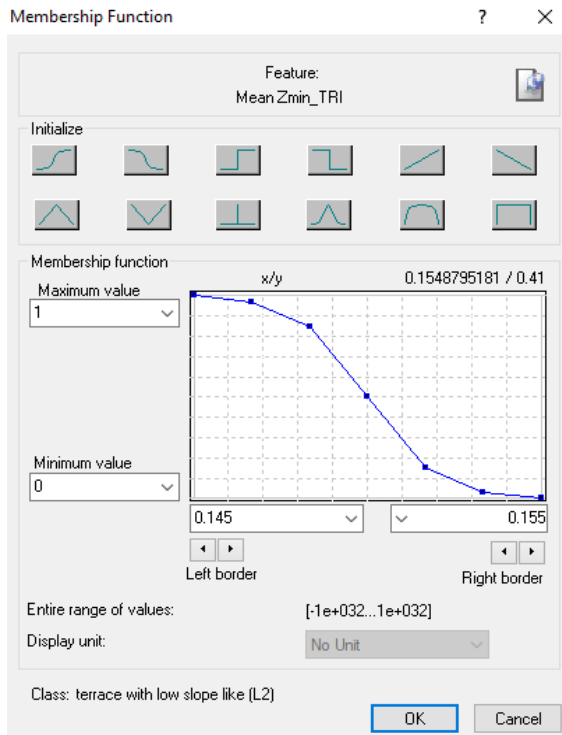 Membership Function ?
Feature:
Mean Zmin_TRI
Initialize
Membership function
x/y 0.1548795181 / 0.41
Maximum value
1
Minimum value
0
0.145 0.155
Left border Right border
Entire range of values: [-1e+032...1e+032]
Display unit: No Unit
Class: terrace with low slope like (L2)
OK Cancel